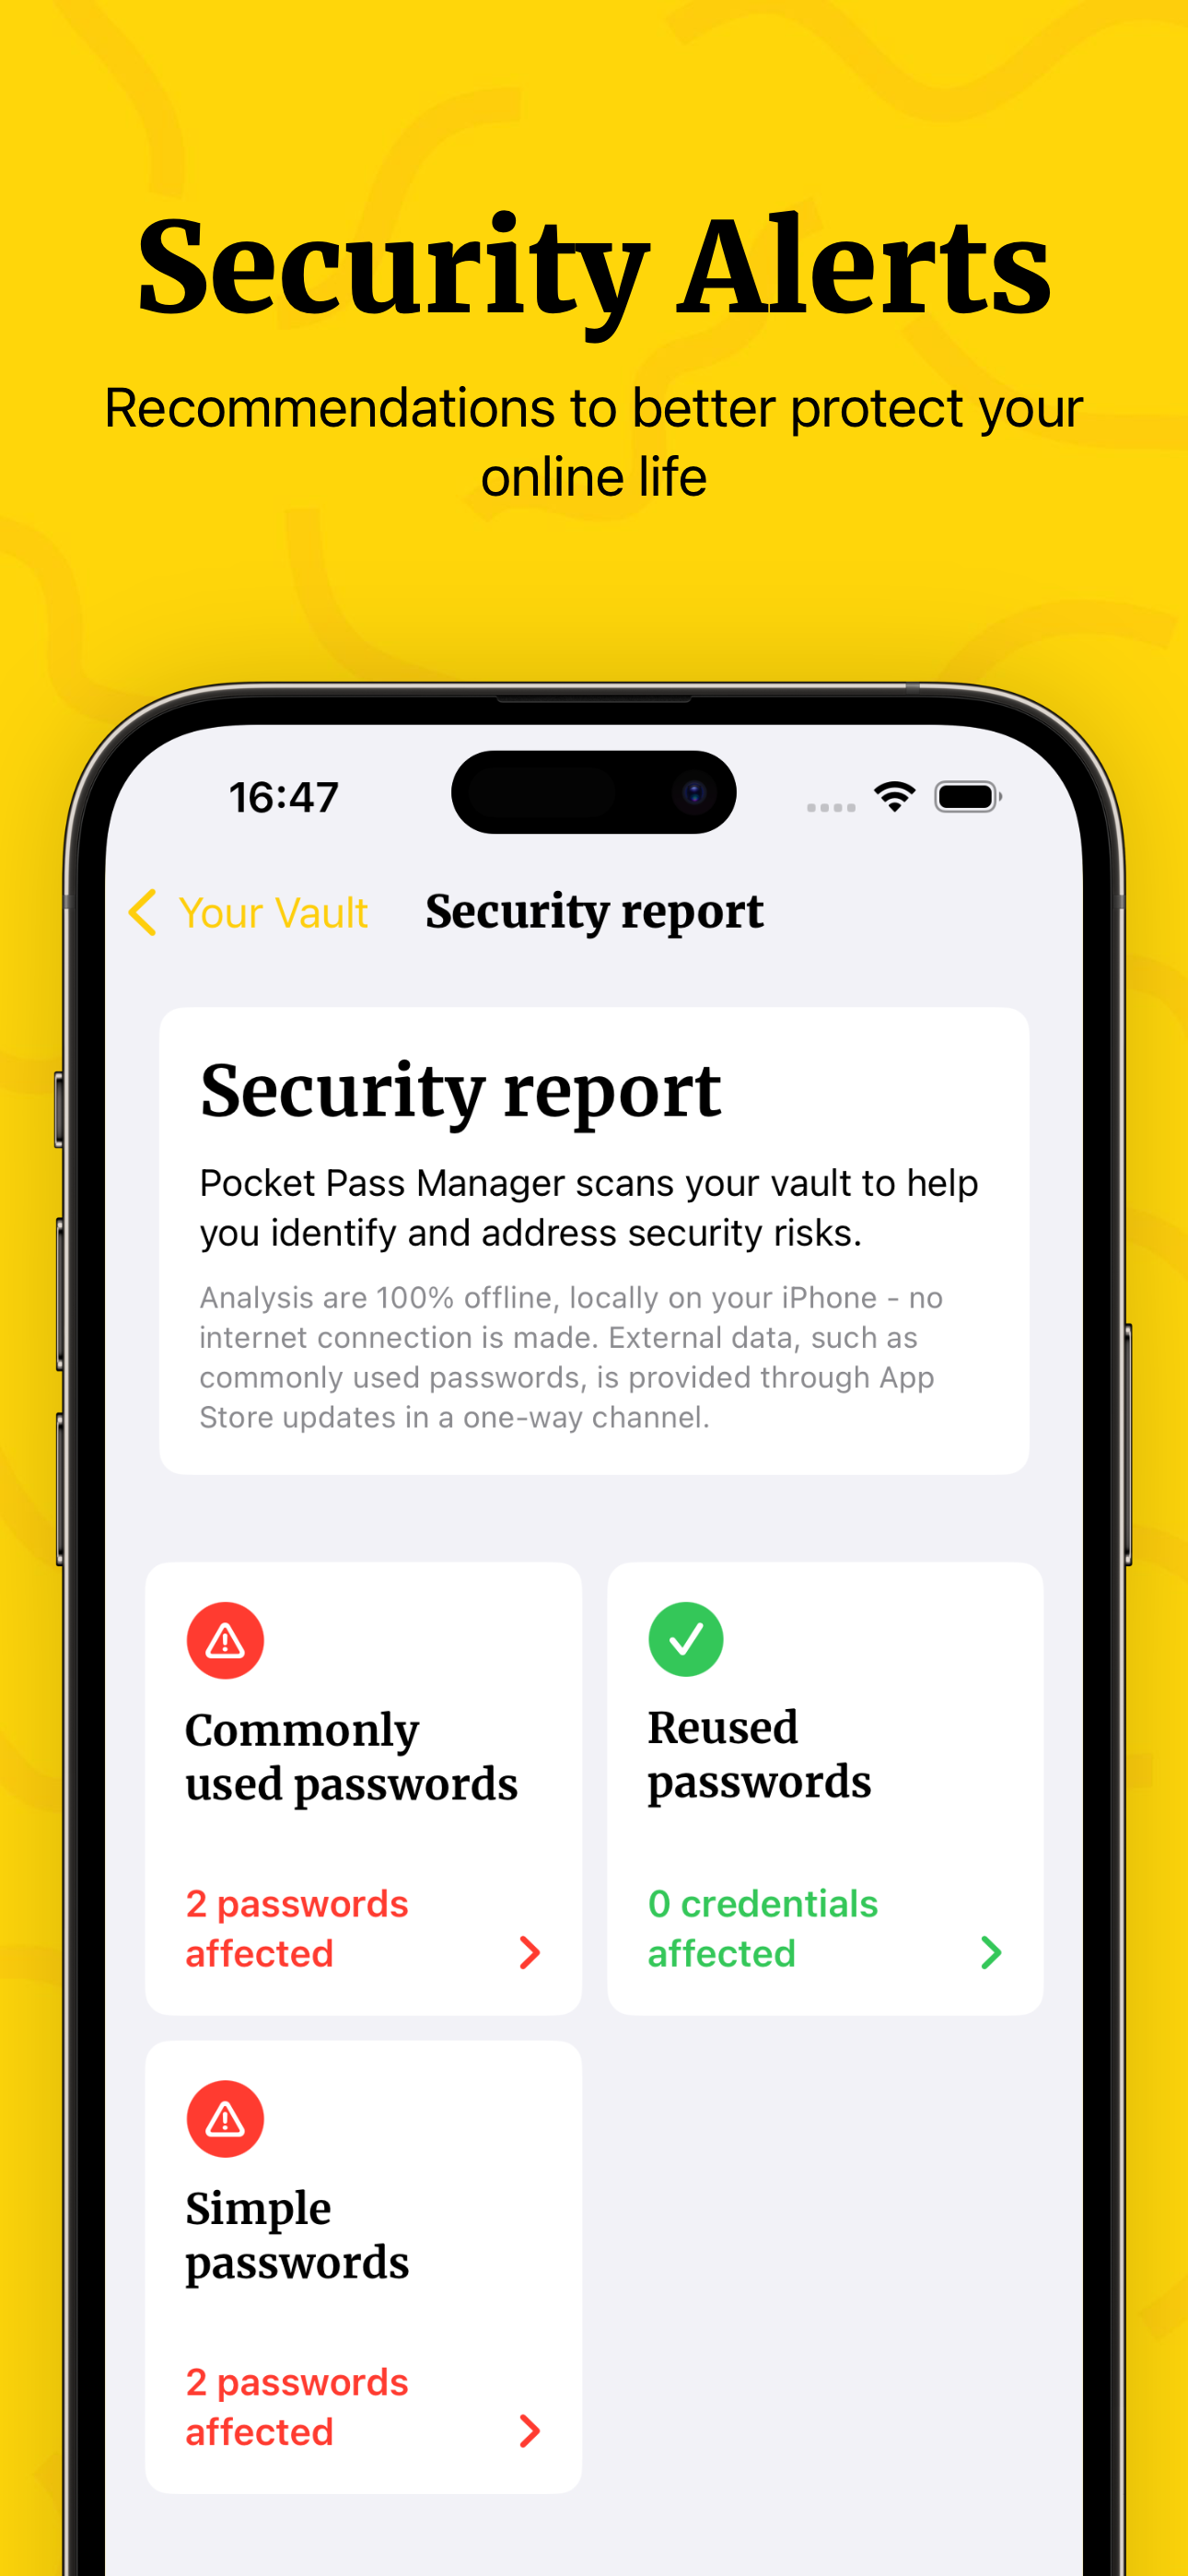 Security Alerts
Recommendations to better protect your
online life
16:47
Your Vault
Security report
Security report
Pocket Pass Manager scans your vault to help
you identify and address security risks.
Analysis are 100% offline, locally on your iPhone - no
internet connection is made. External data, such as
commonly used passwords, is provided through App
Store updates in a one-way channel.
Commonly
used passwords
2 passwords
affected
Reused
passwords
0 credentials
affected
Simple
passwords
2 passwords
affected